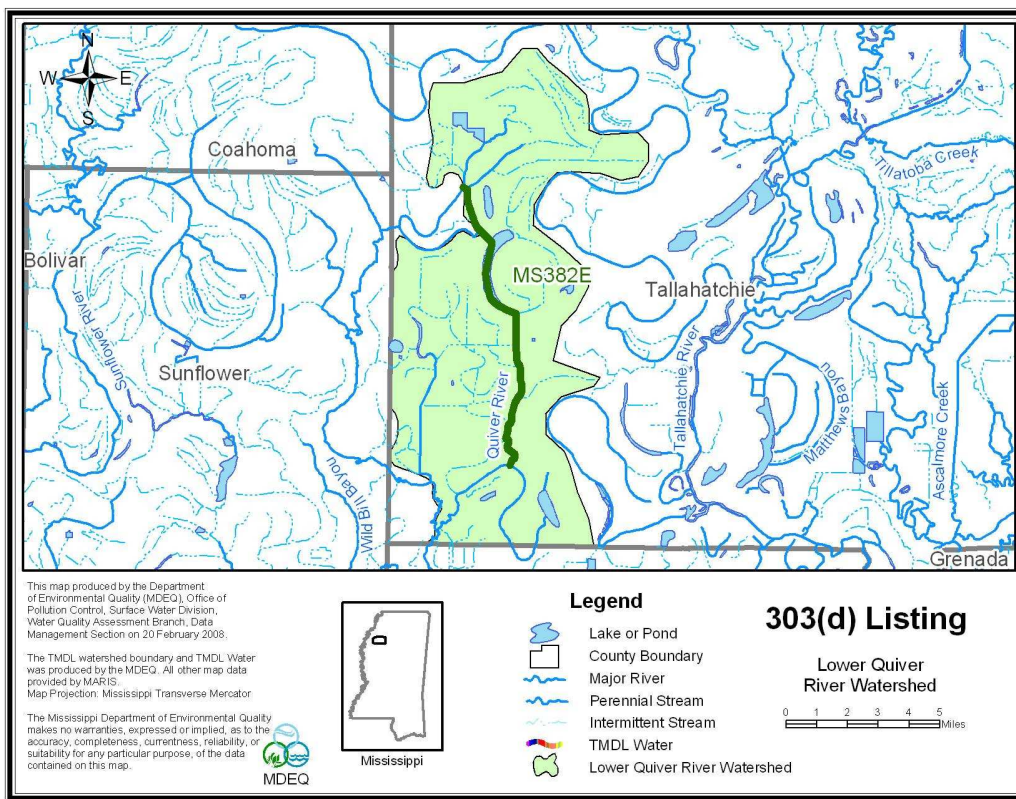 N
W E
S
Coahoma
Tillatoba Creek
Bolivar
MS382E
Tallahatchie
Sunflower River
Sunflower
Quiver River
Tallahatchie River
Matthews Bayou
Ascalmore Creek
Wild Bill Bayou
Grenada
This map produced by the Department
of Environmental Quality (MDEQ), Office of
Pollution Control, Surface Water Division,
Water Quality Assessment Branch, Data
Management Section on 20 February 2008.
The TMDL watershed boundary and TMDL Water
was produced by the MDEQ. All other map data
provided by MARIS.
Map Projection: Mississippi Transverse Mercator
The Mississippi Department of Environmental Quality
makes no warranties, expressed or implied, as to the
accuracy, completeness, currentness, reliability, or
suitability for any particular purpose, of the data
contained on this map.
MDEQ
Mississippi
Legend
Lake or Pond
County Boundary
Major River
Perennial Stream
Intermittent Stream
TMDL Water
Lower Quiver River Watershed
303(d) Listing
Lower Quiver
River Watershed
0 1 2 3 4 5
Miles